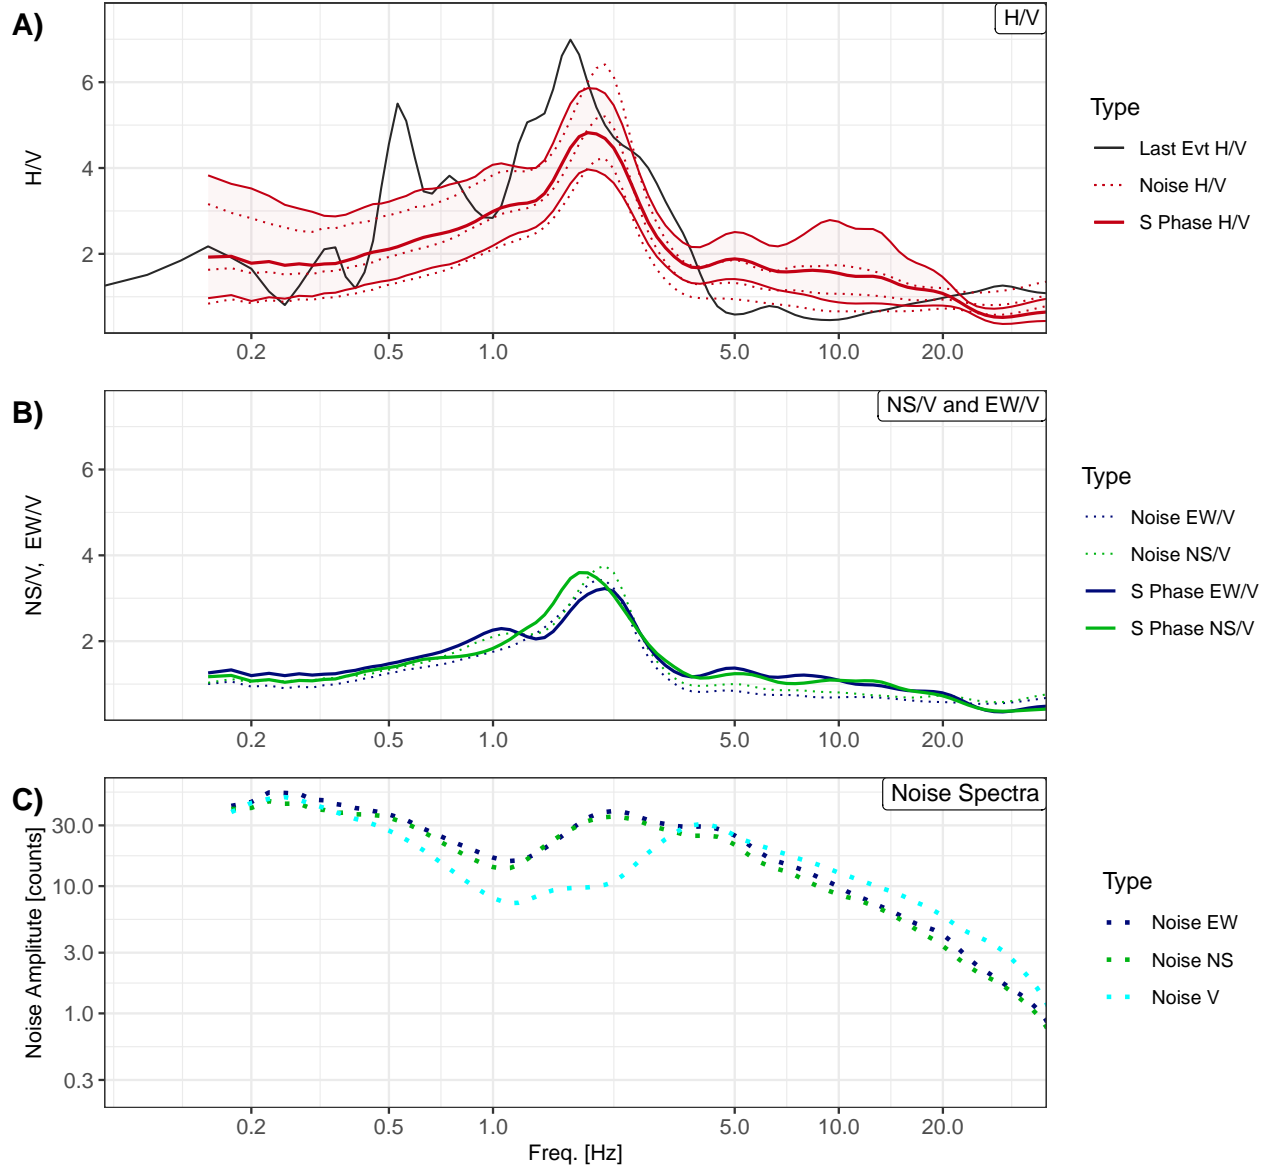 A)
H/V
6
4
2
H/V
0.2 0.5 1.0 5.0 10.0 20.0
Type
Last Evt H/V
Noise H/V
S Phase H/V
B)
NS/V and EW/V
6
4
2
NS/V, EW/V
0.2 0.5 1.0 5.0 10.0 20.0
Type
Noise EW/V
Noise NS/V
S Phase EW/V
S Phase NS/V
C)
Noise Spectra
30.0
10.0
3.0
1.0
0.3
Noise Amplitude [counts]
0.2 0.5 1.0 5.0 10.0 20.0
Freq. [Hz]
Type
Noise EW
Noise NS
Noise V